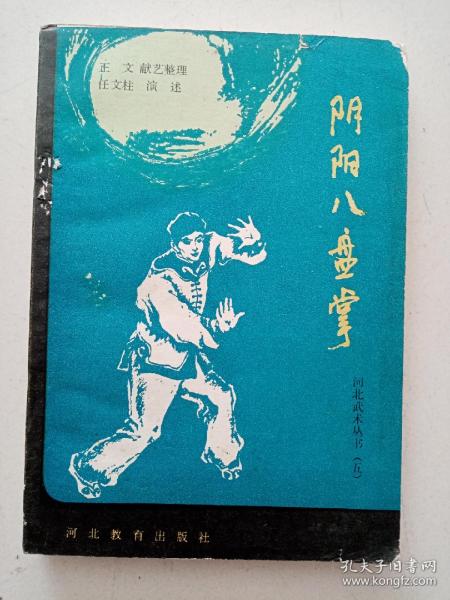 正文 献艺整理
任文柱 演述
阴阳八盘掌
河北武术丛书（五）
河北教育出版社
孔夫子旧书网
www.kongfz.com